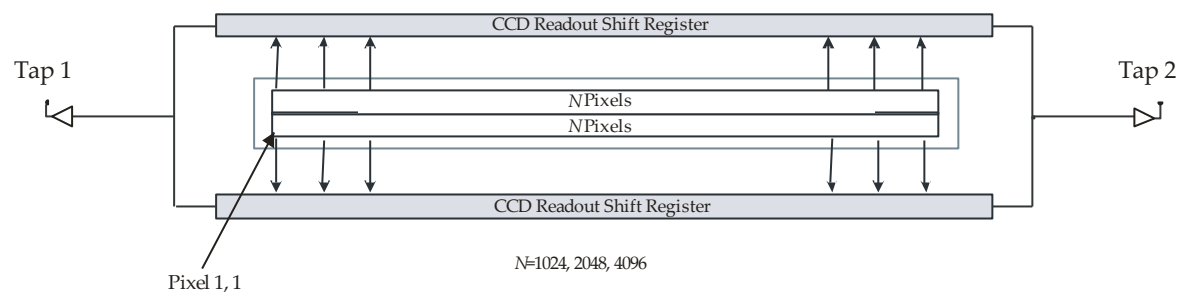 CCD Readout Shift Register
Tap 1
Tap 2
N Pixels
N Pixels
CCD Readout Shift Register
N=1024, 2048, 4096
Pixel 1, 1